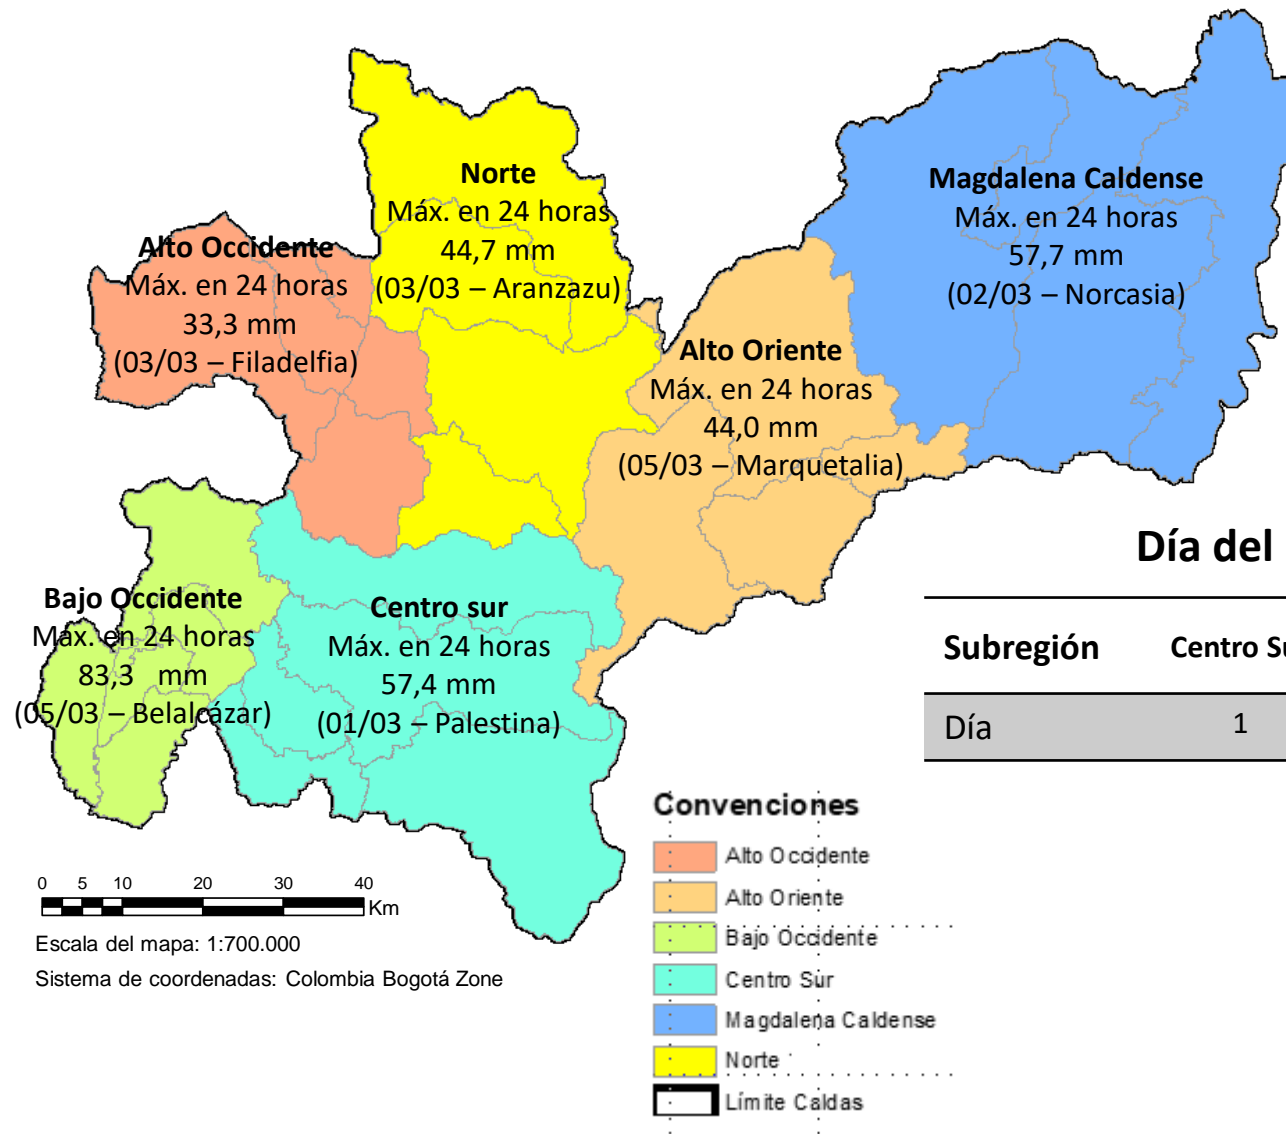 Norte
Máx. en 24 horas
44,7 mm
(03/03 – Aranzazu)
Magdalena Caldense
Máx. en 24 horas
57,7 mm
(02/03 – Norcasia)
Alto Occidente
Máx. en 24 horas
33,3 mm
(03/03 – Filadelfia)
Alto Oriente
Máx. en 24 horas
44,0 mm
(05/03 – Marquetalia)
Bajo Occidente
Máx. en 24 horas
83,3 mm
(05/03 – Belalcázar)
Centro sur
Máx. en 24 horas
57,4 mm
(01/03 – Palestina)
Día del
Subregión Centro
Día 1
0 5 10 20 30 40
Km
Escala del mapa: 1:700.000
Sistema de coordenadas: Colombia Bogotá Zone
Convenciones
Alto Occidente
Alto Oriente
Bajo Occidente
Centro Sur
Magdalena Caldense
Norte
Límite Caldas